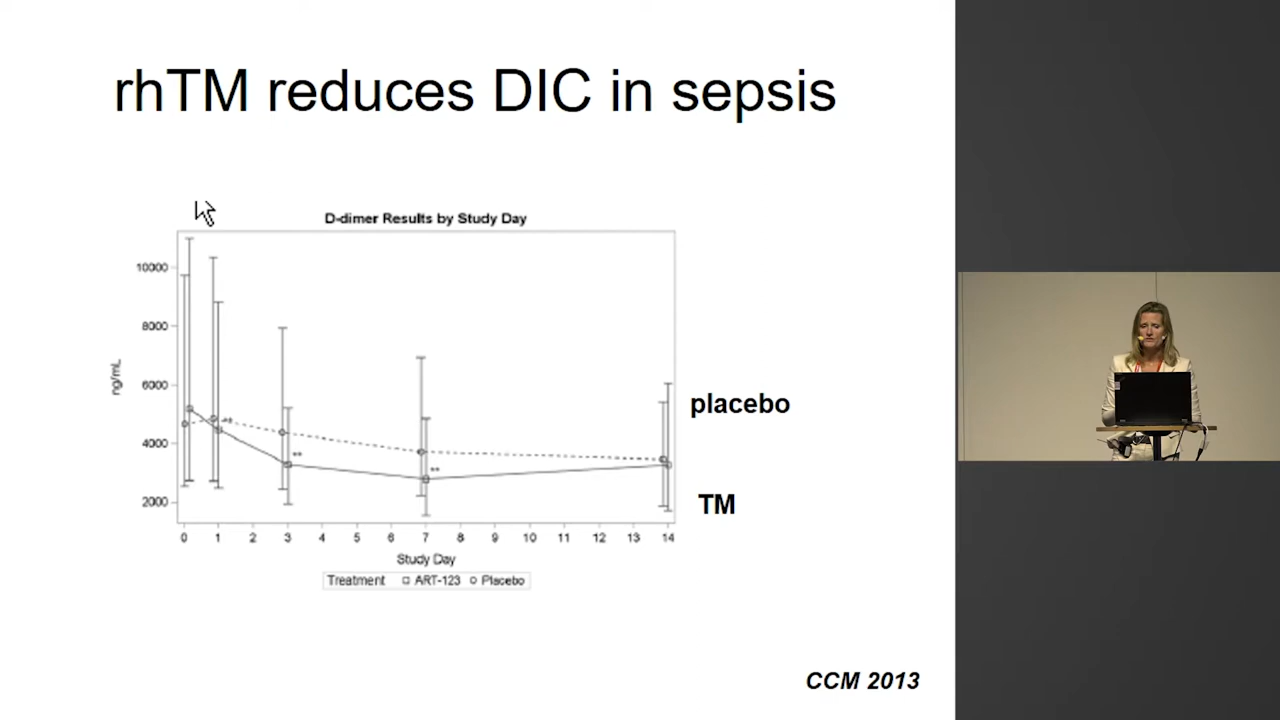 rhTM reduces DIC in sepsis
D-dimer Results by Study Day
10000
8000
6000
4000
2000
ng/mL
**
**
**
0 1 2 3 4 5 6 7 8 9 10 11 12 13 14
Study Day
Treatment ART-123 Placebo
placebo
TM
CCM 2013